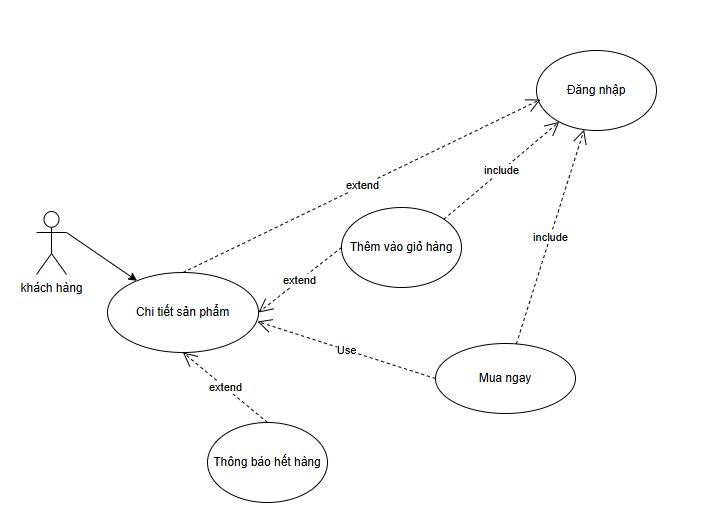 Đăng nhập
include
extend
include
Thêm vào giỏ hàng
extend
khách hàng
Chi tiết sản phẩm
Use
Mua ngay
extend
Thông báo hết hàng